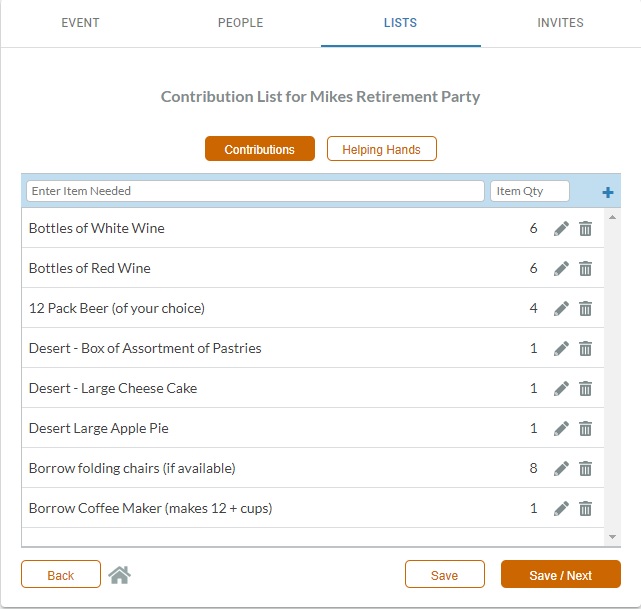 EVENT PEOPLE LISTS INVITES
Contribution List for Mikes Retirement Party
Contributions Helping Hands
Enter Item Needed Item Qty
Bottles of White Wine 6
Bottles of Red Wine 6
12 Pack Beer (of your choice) 4
Desert - Box of Assortment of Pastries 1
Desert - Large Cheese Cake 1
Desert Large Apple Pie 1
Borrow folding chairs (if available) 8
Borrow Coffee Maker (makes 12 + cups) 1
Back Save Save / Next